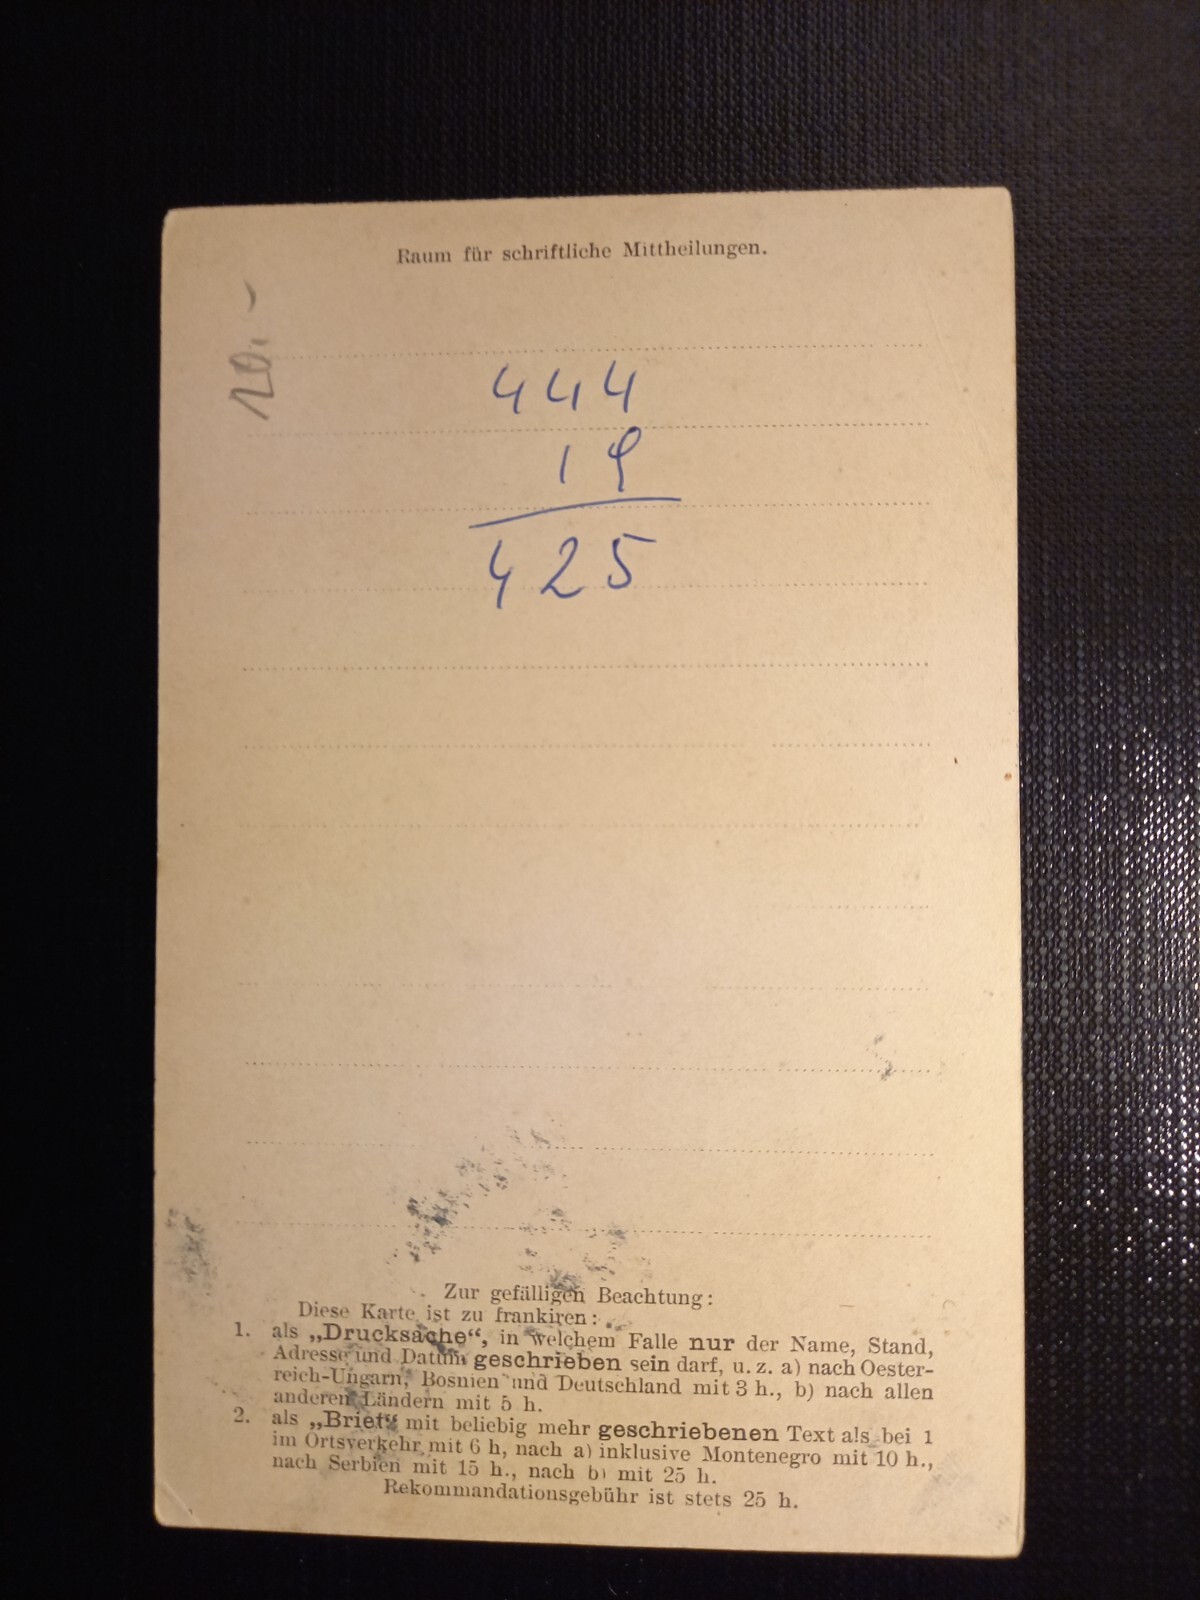 Raum für schriftliche Mittheilungen.
120.-
444
19
425
Zur gefälligen Beachtung:
Diese Karte ist zu frankiren:
1. als „Drucksache“, in welchem Falle nur der Name, Stand,
Adresse und Datum geschrieben sein darf, u. z. a) nach Oester-
reich-Ungarn, Bosnien und Deutschland mit 3 h., b) nach allen
anderen Ländern mit 5 h.
2. als „Brief“ mit beliebig mehr geschriebenen Text als bei 1
im Ortsverkehr mit 6 h, nach a) inklusive Montenegro mit 10 h.,
nach Serbien mit 15 h., nach b) mit 25 h.
Rekommandationsgebühr ist stets 25 h.